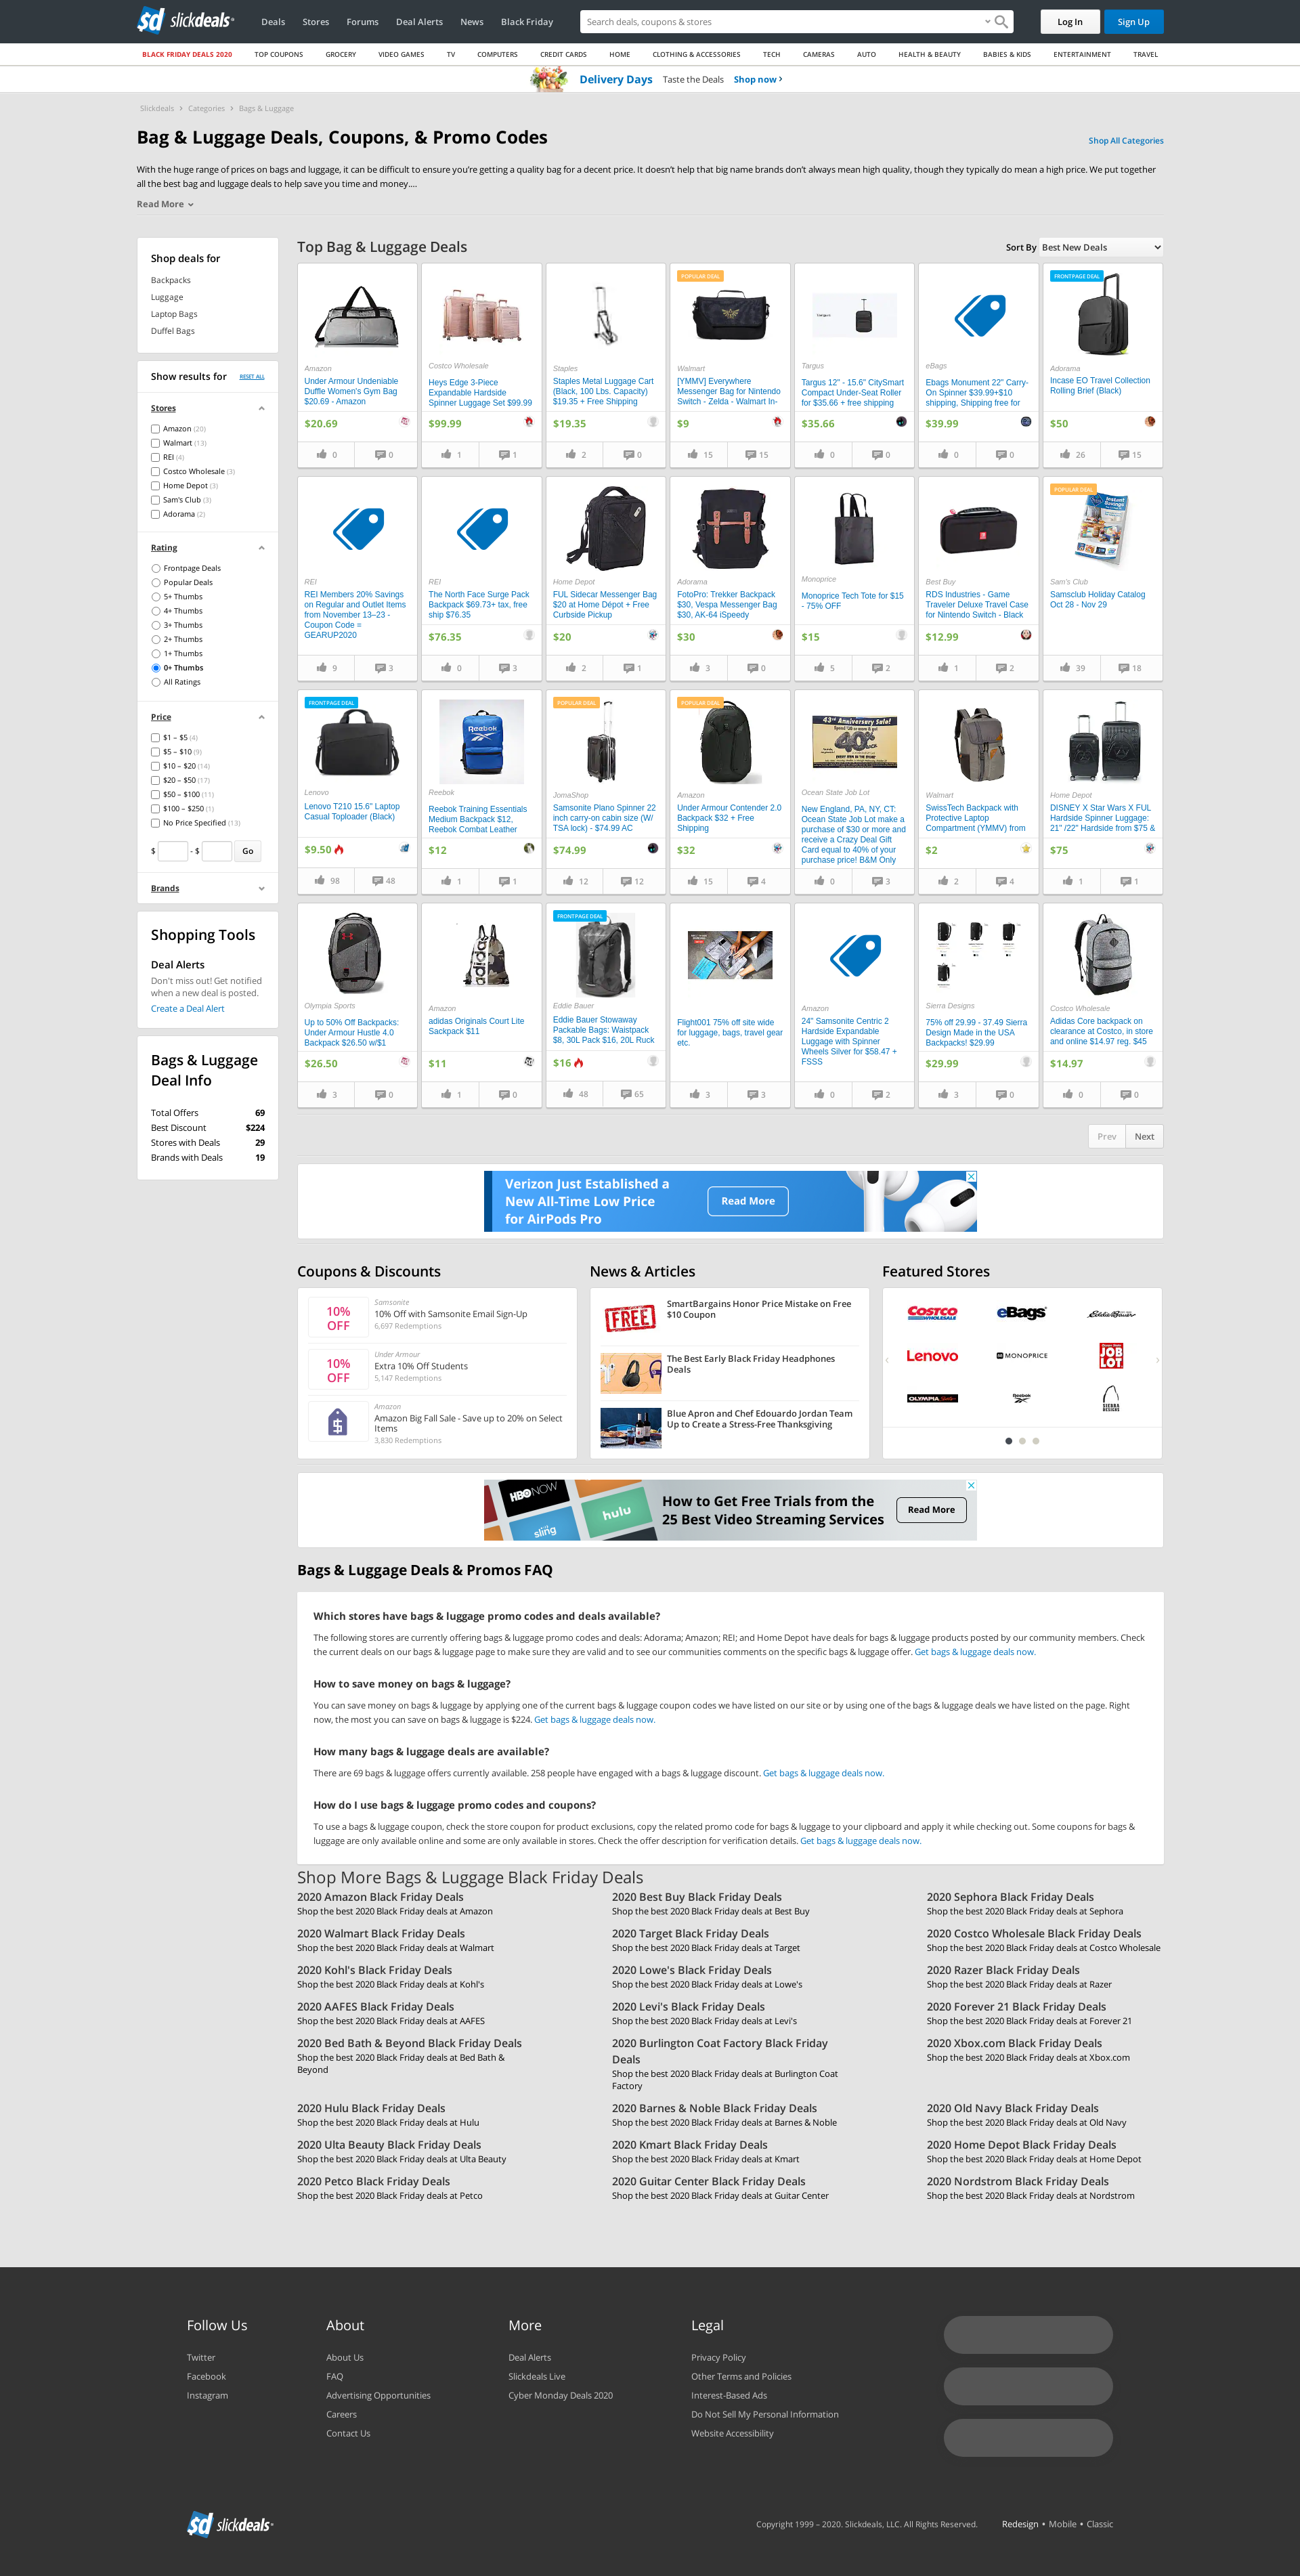 slickdeals
Deals Stores Forums Deal Alerts News Black Friday
Search deals, coupons & stores
Log In Sign Up
BLACK FRIDAY DEALS 2020 TOP COUPONS GROCERY VIDEO GAMES TV COMPUTERS CREDIT CARDS HOME CLOTHING & ACCESSORIES TECH CAMERAS AUTO HEALTH & BEAUTY BABIES & KIDS ENTERTAINMENT TRAVEL
Delivery Days Taste the Deals Shop now
Slickdeals Categories Bags & Luggage
Bag & Luggage Deals, Coupons, & Promo Codes
Shop All Categories
With the huge range of prices on bags and luggage, it can be difficult to ensure you're getting a quality bag for a decent price. It doesn't help that big name brands don't always mean high quality, though they typically do mean a high price. We put together
all the best bag and luggage deals to help save you time and money....
Read More
Shop deals for
Backpacks
Luggage
Laptop Bags
Duffel Bags
Show results for RESET ALL
Stores
Amazon (20)
Walmart (13)
REI (4)
Costco Wholesale (3)
Home Depot (3)
Sam's Club (3)
Adorama (2)
Rating
Frontpage Deals
Popular Deals
5+ Thumbs
4+ Thumbs
3+ Thumbs
2+ Thumbs
1+ Thumbs
0+ Thumbs
All Ratings
Price
$1 – $5 (4)
$5 – $10 (9)
$10 – $20 (14)
$20 – $50 (17)
$50 – $100 (11)
$100 – $250 (1)
No Price Specified (13)
$ - $ Go
Brands
Shopping Tools
Deal Alerts
Don't miss out! Get notified
when a new deal is posted.
Create a Deal Alert
Bags & Luggage
Deal Info
Total Offers 69
Best Discount $224
Stores with Deals 29
Brands with Deals 19
Top Bag & Luggage Deals
Sort By Best New Deals
Amazon
Under Armour Undeniable
Duffle Women's Gym Bag
$20.69 - Amazon
$20.69
0 0
Costco Wholesale
Heys Edge 3-Piece
Expandable Hardside
Spinner Luggage Set $99.99
$99.99
1 1
Staples
Staples Metal Luggage Cart
(Black, 100 Lbs. Capacity)
$19.35 + Free Shipping
$19.35
2 0
POPULAR DEAL
Walmart
[YMMV] Everywhere
Messenger Bag for Nintendo
Switch - Zelda - Walmart In-
$9
15 15
Targus
Targus 12" - 15.6" CitySmart
Compact Under-Seat Roller
for $35.66 + free shipping
$35.66
0 0
eBags
Ebags Monument 22" Carry-
On Spinner $39.99+$10
shipping, Shipping free for
$39.99
0 0
FRONTPAGE DEAL
Adorama
Incase EO Travel Collection
Rolling Brief (Black)
$50
26 15
REI
REI Members 20% Savings
on Regular and Outlet Items
from November 13–23 -
Coupon Code =
GEARUP2020
9 3
REI
The North Face Surge Pack
Backpack $69.73+ tax, free
ship $76.35
$76.35
0 3
Home Depot
FUL Sidecar Messenger Bag
$20 at Home Dépot + Free
Curbside Pickup
$20
2 1
Adorama
FotoPro: Trekker Backpack
$30, Vespa Messenger Bag
$30, AK-64 iSpeedy
$30
3 0
Monoprice
Monoprice Tech Tote for $15
- 75% OFF
$15
5 2
Best Buy
RDS Industries - Game
Traveler Deluxe Travel Case
for Nintendo Switch - Black
$12.99
1 2
POPULAR DEAL
Instant
Savings
Sam's Club
Samsclub Holiday Catalog
Oct 28 - Nov 29
39 18
FRONTPAGE DEAL
Lenovo
Lenovo T210 15.6" Laptop
Casual Toploader (Black)
$9.50
98 48
Reebok
Reebok
Reebok Training Essentials
Medium Backpack $12,
Reebok Combat Leather
$12
1 1
POPULAR DEAL
JomaShop
Samsonite Plano Spinner 22
inch carry-on cabin size (W/
TSA lock) - $74.99 AC
$74.99
12 12
POPULAR DEAL
Amazon
Under Armour Contender 2.0
Backpack $32 + Free
Shipping
$32
15 4
43rd Anniversary Sale!
40%
Ocean State Job Lot
New England, PA, NY, CT:
Ocean State Job Lot make a
purchase of $30 or more and
receive a Crazy Deal Gift
Card equal to 40% of your
purchase price! B&M Only
0 3
Walmart
SwissTech Backpack with
Protective Laptop
Compartment (YMMV) from
$2
2 4
Home Depot
DISNEY X Star Wars X FUL
Hardside Spinner Luggage:
21" /22" Hardside from $75 &
$75
1 1
Olympia Sports
Up to 50% Off Backpacks:
Under Armour Hustle 4.0
Backpack $26.50 w/$1
$26.50
3 0
adidas
Amazon
adidas Originals Court Lite
Sackpack $11
$11
1 0
FRONTPAGE DEAL
Eddie Bauer
Eddie Bauer Stowaway
Packable Bags: Waistpack
$8, 30L Pack $16, 20L Ruck
$16
48 65
Flight001 75% off site wide
for luggage, bags, travel gear
etc.
3 3
Amazon
24" Samsonite Centric 2
Hardside Expandable
Luggage with Spinner
Wheels Silver for $58.47 +
FSSS
0 2
Sierra Designs
75% off 29.99 - 37.49 Sierra
Design Made in the USA
Backpacks! $29.99
$29.99
3 0
Costco Wholesale
Adidas Core backpack on
clearance at Costco, in store
and online $14.97 reg. $45
$14.97
0 0
Prev Next
Verizon Just Established a
New All-Time Low Price
for AirPods Pro
Read More
Coupons & Discounts
10%
OFF
Samsonite
10% Off with Samsonite Email Sign-Up
6,697 Redemptions
10%
OFF
Under Armour
Extra 10% Off Students
5,147 Redemptions
Amazon
Amazon Big Fall Sale - Save up to 20% on Select
Items
3,830 Redemptions
News & Articles
FREE
SmartBargains Honor Price Mistake on Free
$10 Coupon
The Best Early Black Friday Headphones
Deals
Blue Apron and Chef Edouardo Jordan Team
Up to Create a Stress-Free Thanksgiving
Featured Stores
Costco WHOLESALE eBags Eddie Bauer
Lenovo MONOPRICE JOB LOT
OLYMPIA Sports Reebok SIERRA DESIGNS
HBO NOW
sling
hulu
How to Get Free Trials from the
25 Best Video Streaming Services
Read More
Bags & Luggage Deals & Promos FAQ
Which stores have bags & luggage promo codes and deals available?
The following stores are currently offering bags & luggage promo codes and deals: Adorama; Amazon; REI; and Home Depot have deals for bags & luggage products posted by our community members. Check
the current deals on our bags & luggage page to make sure they are valid and to see our communities comments on the specific bags & luggage offer. Get bags & luggage deals now.
How to save money on bags & luggage?
You can save money on bags & luggage by applying one of the current bags & luggage coupon codes we have listed on our site or by using one of the bags & luggage deals we have listed on the page. Right
now, the most you can save on bags & luggage is $224. Get bags & luggage deals now.
How many bags & luggage deals are available?
There are 69 bags & luggage offers currently available. 258 people have engaged with a bags & luggage discount. Get bags & luggage deals now.
How do I use bags & luggage promo codes and coupons?
To use a bags & luggage coupon, check the store coupon for product exclusions, copy the related promo code for bags & luggage to your clipboard and apply it while checking out. Some coupons for bags &
luggage are only available online and some are only available in stores. Check the offer description for verification details. Get bags & luggage deals now.
Shop More Bags & Luggage Black Friday Deals
2020 Amazon Black Friday Deals
Shop the best 2020 Black Friday deals at Amazon
2020 Best Buy Black Friday Deals
Shop the best 2020 Black Friday deals at Best Buy
2020 Sephora Black Friday Deals
Shop the best 2020 Black Friday deals at Sephora
2020 Walmart Black Friday Deals
Shop the best 2020 Black Friday deals at Walmart
2020 Target Black Friday Deals
Shop the best 2020 Black Friday deals at Target
2020 Costco Wholesale Black Friday Deals
Shop the best 2020 Black Friday deals at Costco Wholesale
2020 Kohl's Black Friday Deals
Shop the best 2020 Black Friday deals at Kohl's
2020 Lowe's Black Friday Deals
Shop the best 2020 Black Friday deals at Lowe's
2020 Razer Black Friday Deals
Shop the best 2020 Black Friday deals at Razer
2020 AAFES Black Friday Deals
Shop the best 2020 Black Friday deals at AAFES
2020 Levi's Black Friday Deals
Shop the best 2020 Black Friday deals at Levi's
2020 Forever 21 Black Friday Deals
Shop the best 2020 Black Friday deals at Forever 21
2020 Bed Bath & Beyond Black Friday Deals
Shop the best 2020 Black Friday deals at Bed Bath &
Beyond
2020 Burlington Coat Factory Black Friday
Deals
Shop the best 2020 Black Friday deals at Burlington Coat
Factory
2020 Xbox.com Black Friday Deals
Shop the best 2020 Black Friday deals at Xbox.com
2020 Hulu Black Friday Deals
Shop the best 2020 Black Friday deals at Hulu
2020 Barnes & Noble Black Friday Deals
Shop the best 2020 Black Friday deals at Barnes & Noble
2020 Old Navy Black Friday Deals
Shop the best 2020 Black Friday deals at Old Navy
2020 Ulta Beauty Black Friday Deals
Shop the best 2020 Black Friday deals at Ulta Beauty
2020 Kmart Black Friday Deals
Shop the best 2020 Black Friday deals at Kmart
2020 Home Depot Black Friday Deals
Shop the best 2020 Black Friday deals at Home Depot
2020 Petco Black Friday Deals
Shop the best 2020 Black Friday deals at Petco
2020 Guitar Center Black Friday Deals
Shop the best 2020 Black Friday deals at Guitar Center
2020 Nordstrom Black Friday Deals
Shop the best 2020 Black Friday deals at Nordstrom
Follow Us
Twitter
Facebook
Instagram
About
About Us
FAQ
Advertising Opportunities
Careers
Contact Us
More
Deal Alerts
Slickdeals Live
Cyber Monday Deals 2020
Legal
Privacy Policy
Other Terms and Policies
Interest-Based Ads
Do Not Sell My Personal Information
Website Accessibility
slickdeals
Copyright 1999 – 2020. Slickdeals, LLC. All Rights Reserved. Redesign • Mobile • Classic